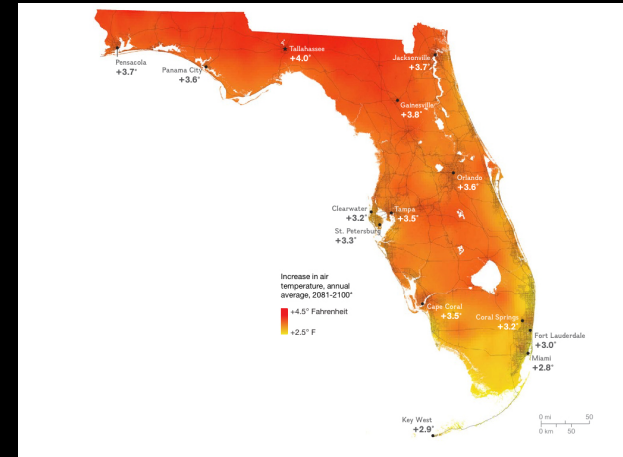 Pensacola
+3.7°
Panama City
+3.6°
Tallahassee
+4.0°
Jacksonville
+3.7°
Gainesville
+3.8°
Orlando
+3.6°
Clearwater
+3.2°
Tampa
+3.5°
St. Petersburg
+3.3°
Increase in air
temperature, annual
average, 2081-2100*
+4.5° Fahrenheit
+2.5° F
Cape Coral
+3.5°
Coral Springs
+3.2°
Fort Lauderdale
+3.0°
Miami
+2.8°
Key West
+2.9°
0 mi 50
0 km 50